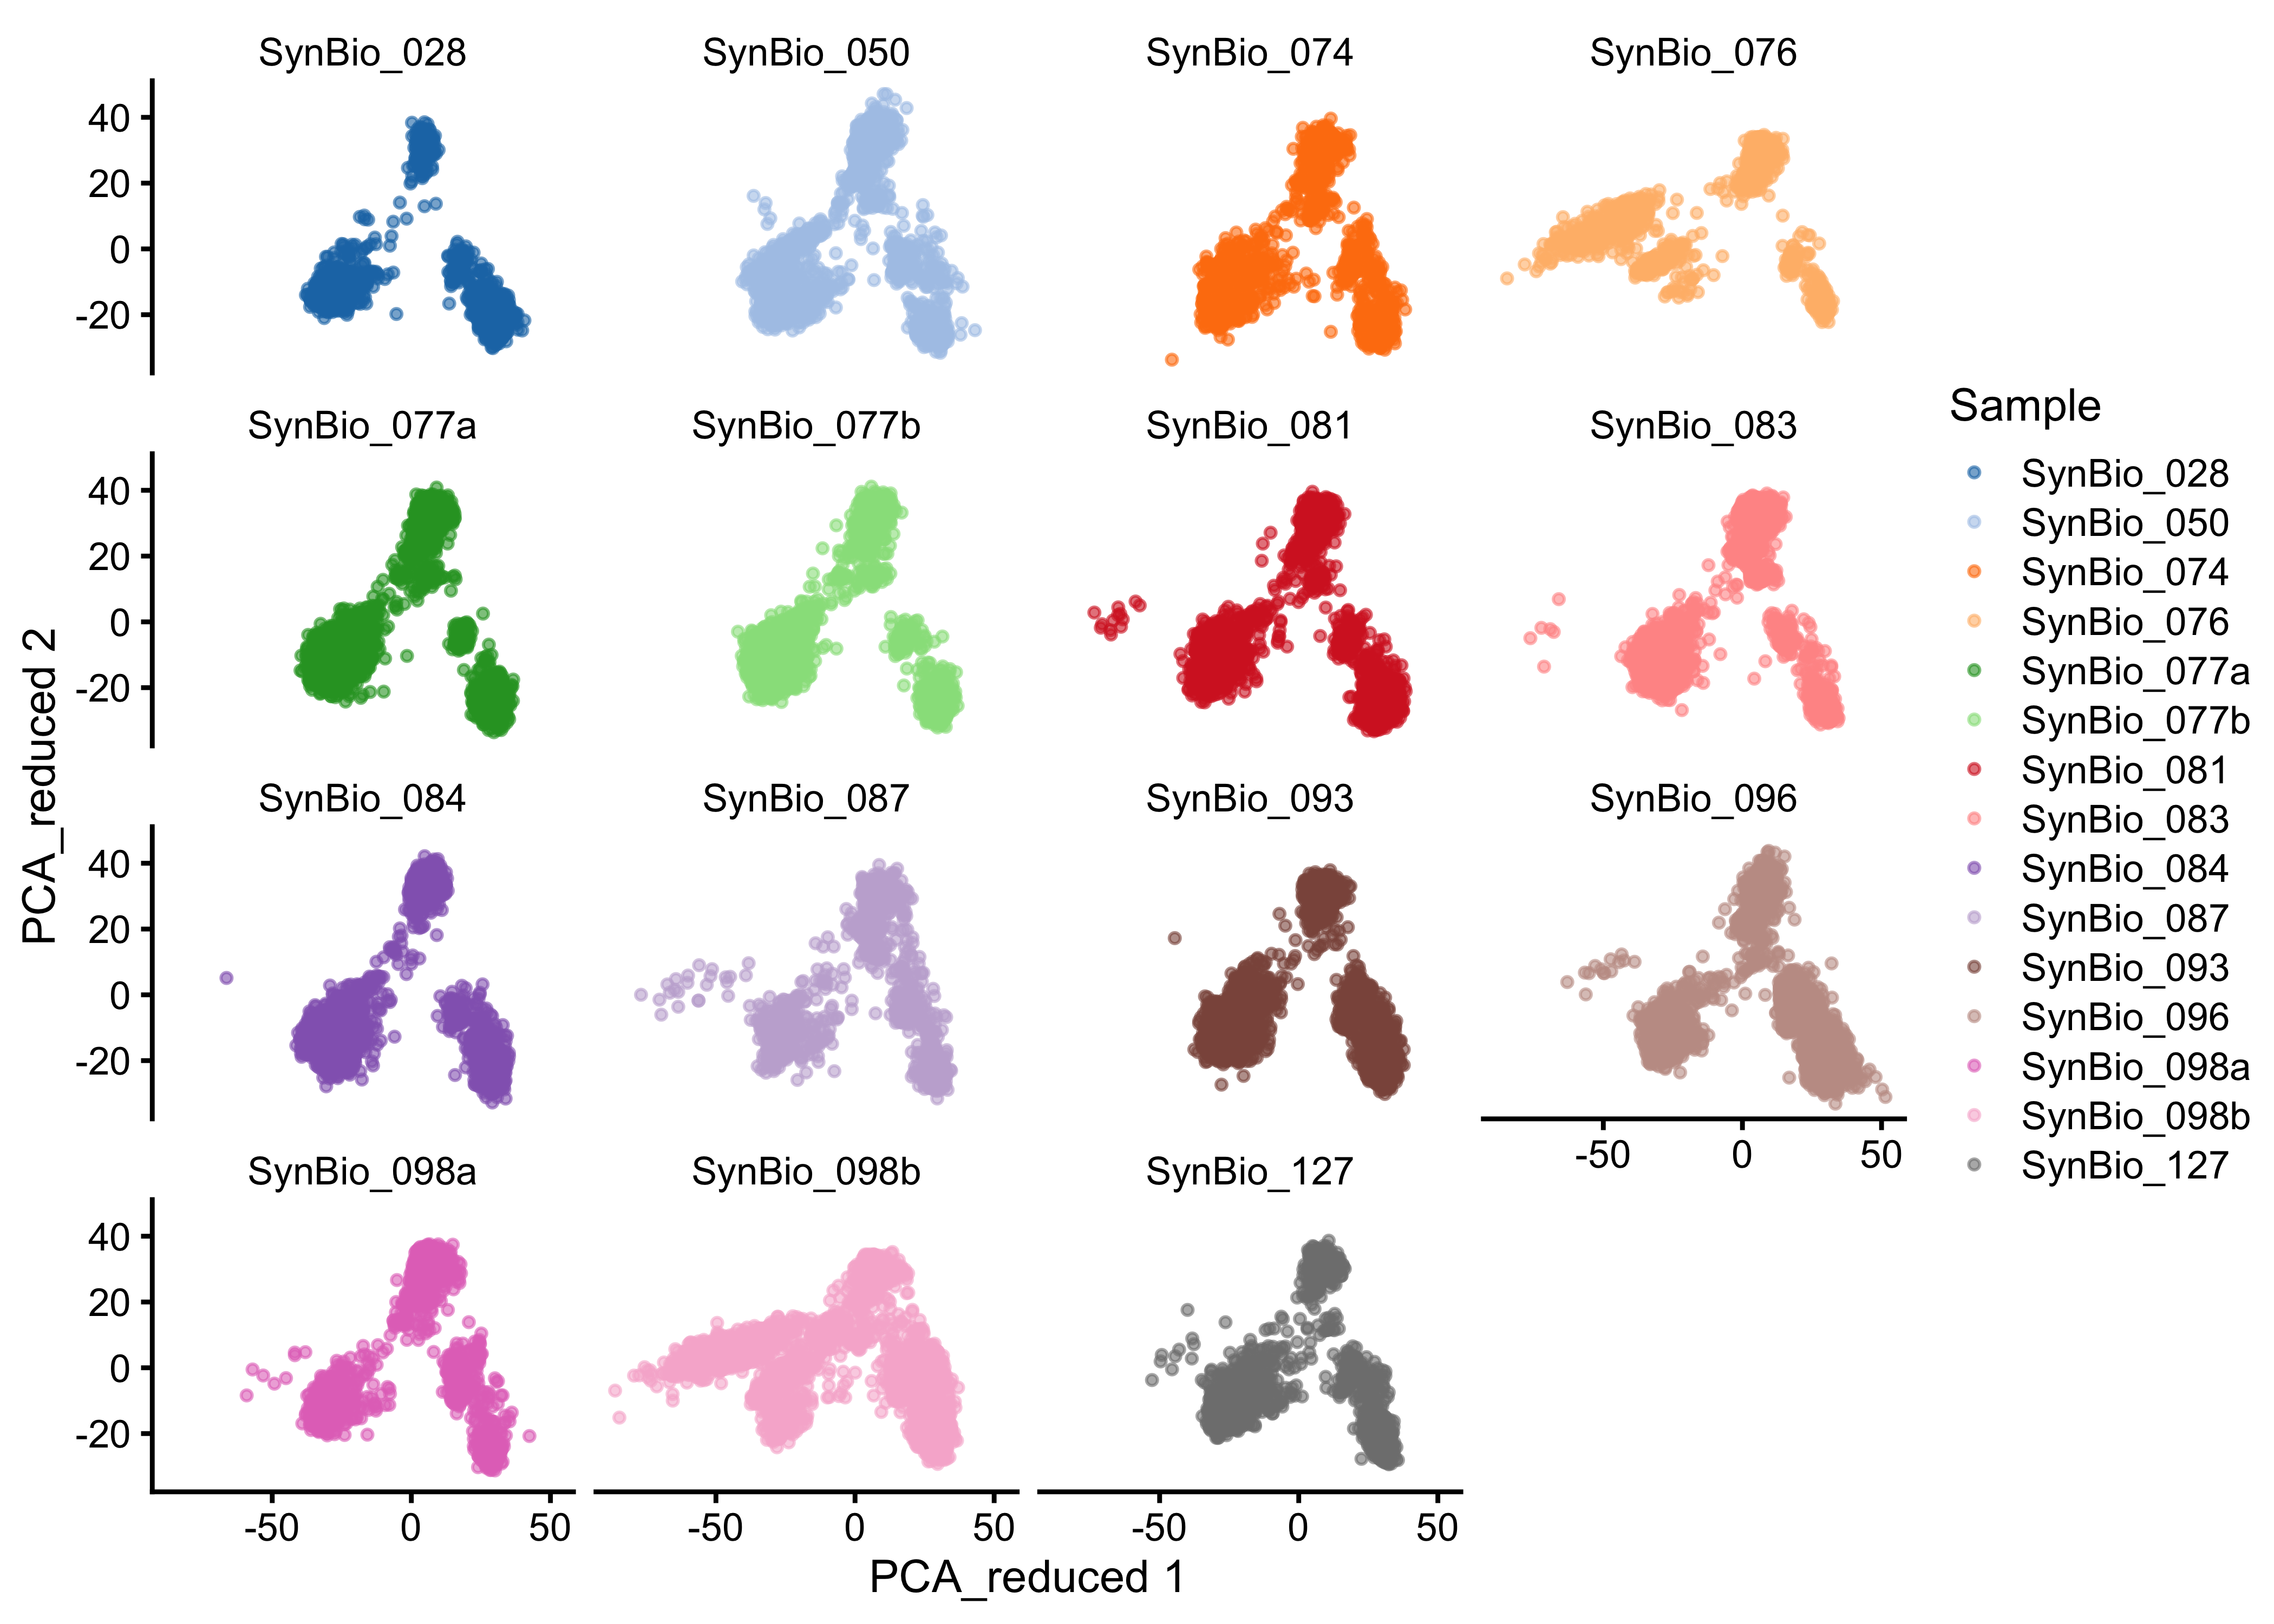 SynBio_028 SynBio_050 SynBio_074 SynBio_076
40
20
0
-20
SynBio_077a SynBio_077b SynBio_081 SynBio_083
40
20
0
-20
SynBio_084 SynBio_087 SynBio_093 SynBio_096
40
20
0
-20
-50 0 50
SynBio_098a SynBio_098b SynBio_127
40
20
0
-20
-50 0 50 -50 0 50 -50 0 50
PCA_reduced 1
PCA_reduced 2
Sample
SynBio_028
SynBio_050
SynBio_074
SynBio_076
SynBio_077a
SynBio_077b
SynBio_081
SynBio_083
SynBio_084
SynBio_087
SynBio_093
SynBio_096
SynBio_098a
SynBio_098b
SynBio_127